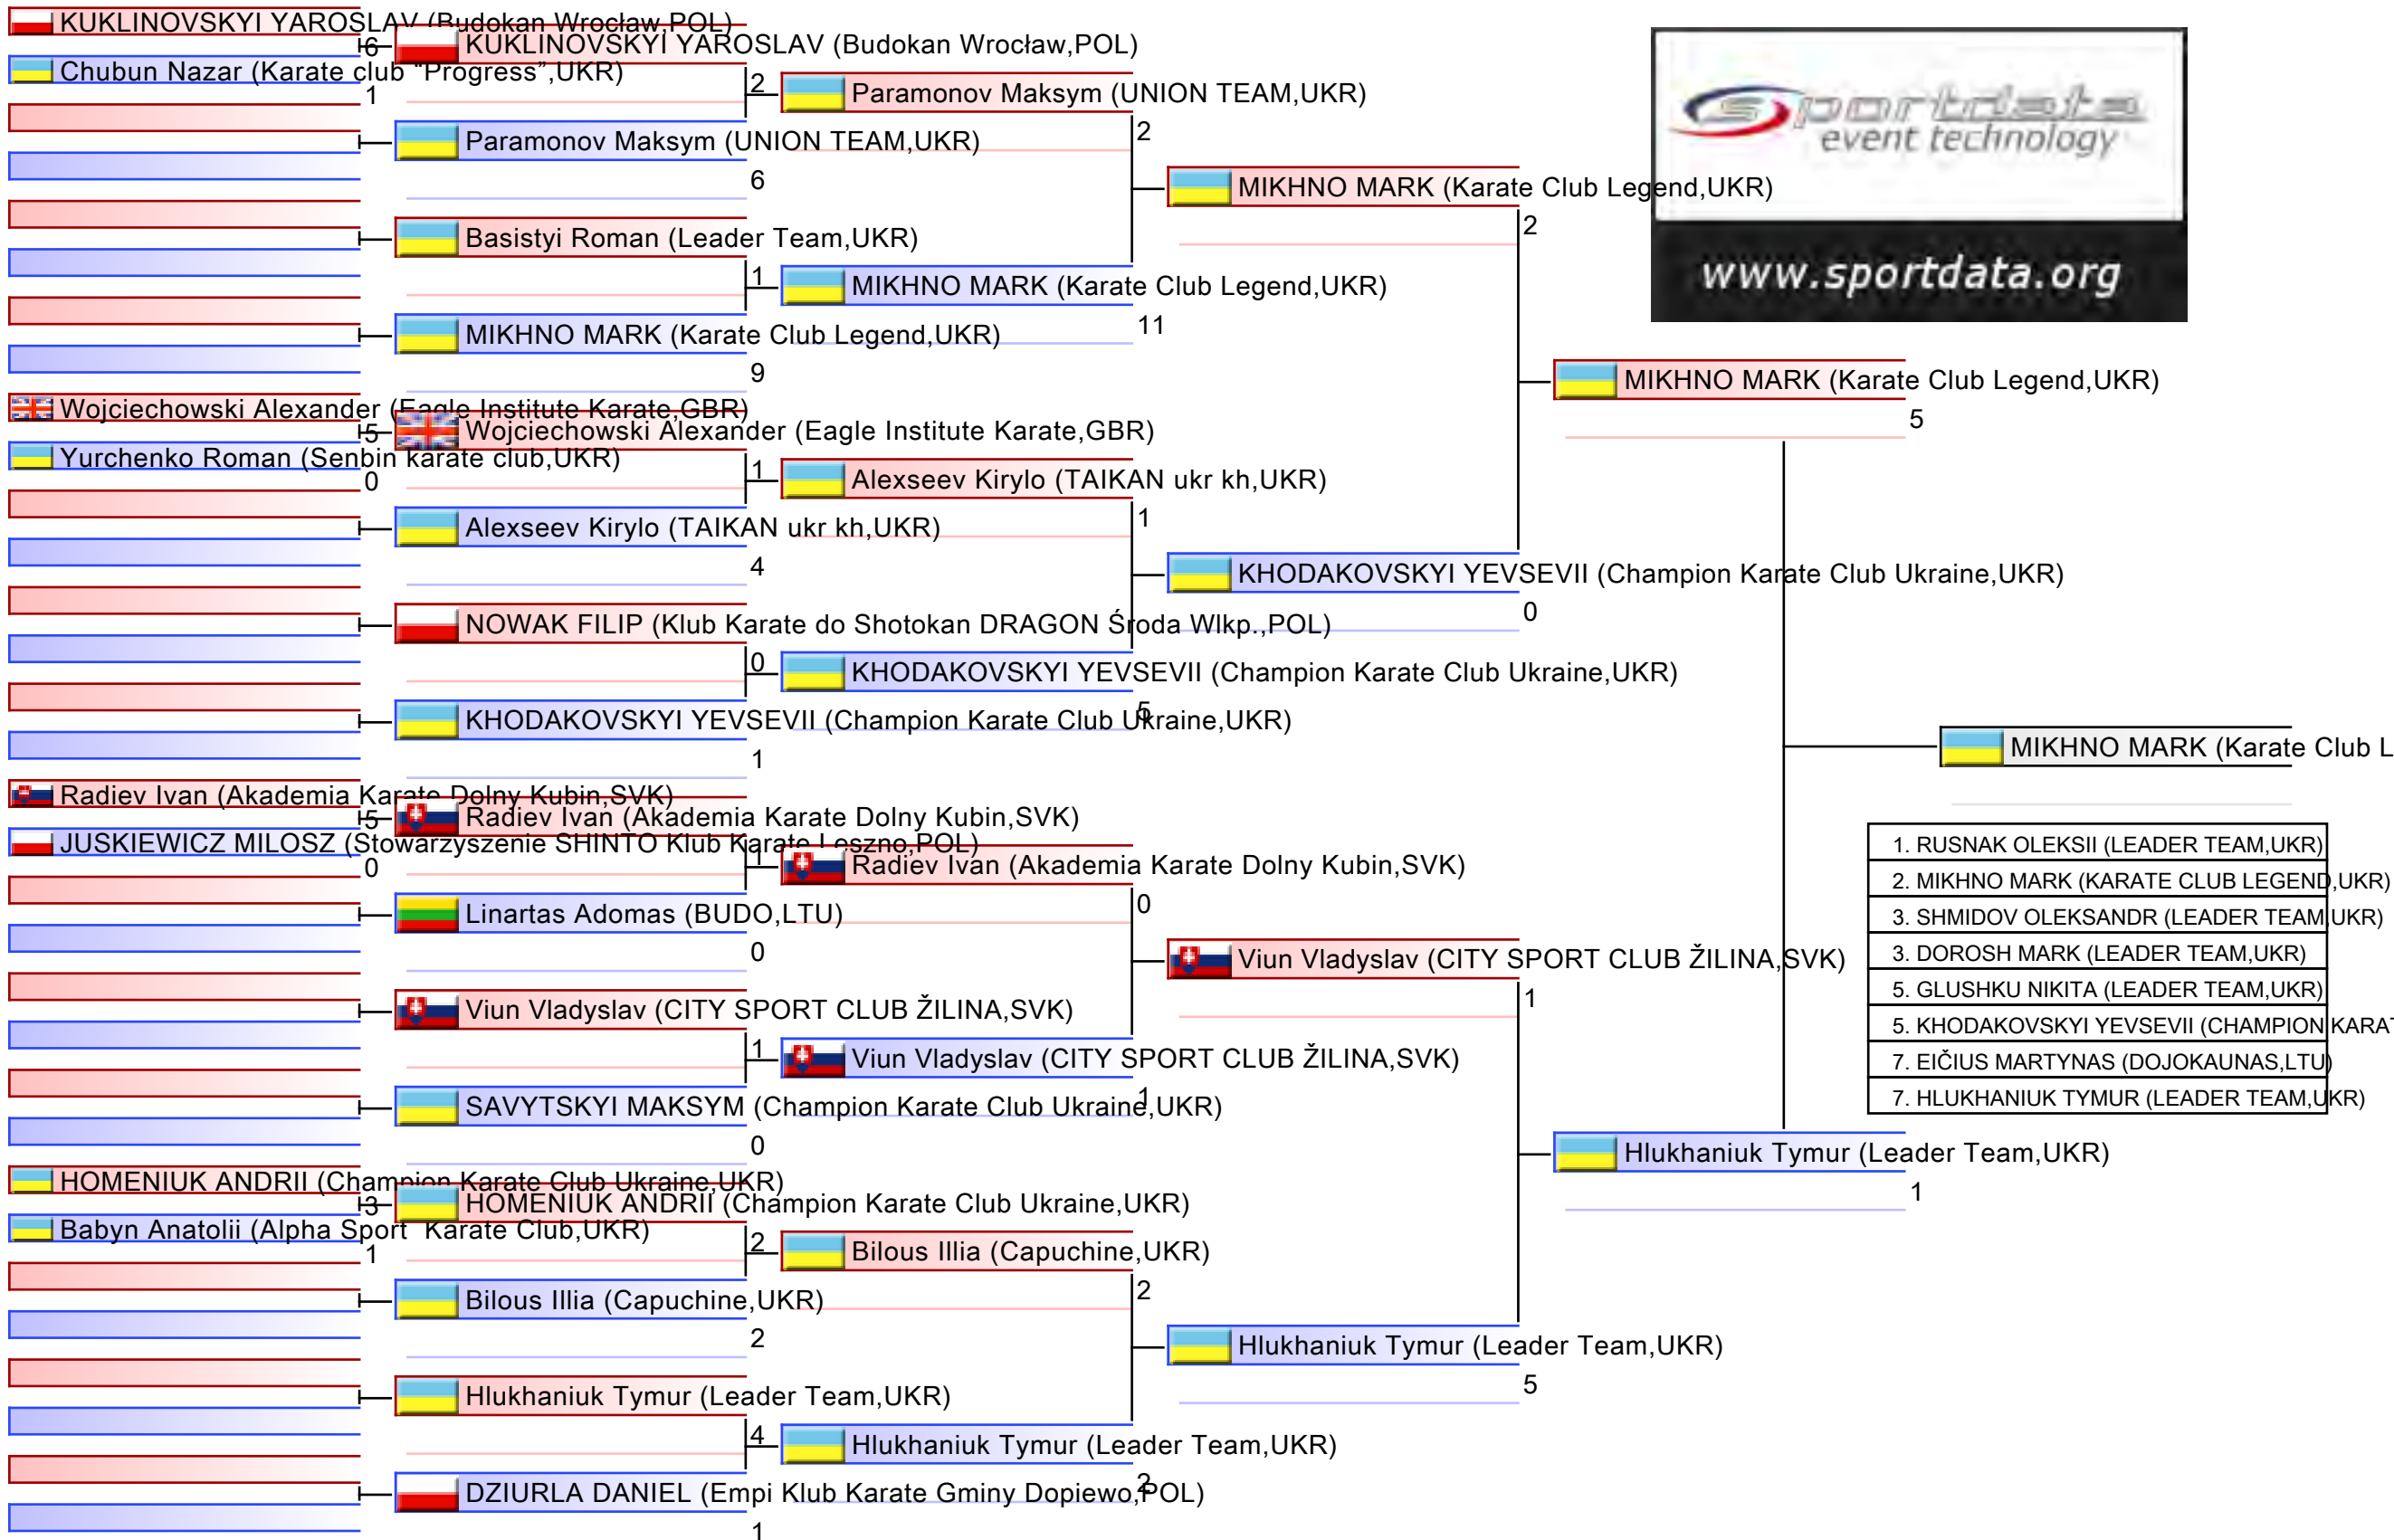 KUKLINOVSKYI YAROSLAV (Budokan Wrocław,POL)
6
Chubun Nazar (Karate club "Progress",UKR)
1
Wojciechowski Alexander (Eagle Institute Karate,GBR)
5
Yurchenko Roman (Senbin karate club,UKR)
0
Radiev Ivan (Akademia Karate Dolny Kubin,SVK)
5
JUSKIEWICZ MILOSZ (Stowarzyszenie SHINTO Klub Karate Leszno,POL)
0
HOMENIUK ANDRII (Champion Karate Club Ukraine,UKR)
3
Babyn Anatolii (Alpha Sport  Karate Club,UKR)
1
KUKLINOVSKYI YAROSLAV (Budokan Wrocław,POL)
2
Paramonov Maksym (UNION TEAM,UKR)
6
Basistyi Roman (Leader Team,UKR)
1
MIKHNO MARK (Karate Club Legend,UKR)
9
Wojciechowski Alexander (Eagle Institute Karate,GBR)
1
Alexseev Kirylo (TAIKAN ukr kh,UKR)
4
NOWAK FILIP (Klub Karate do Shotokan DRAGON Środa Wlkp.,POL)
0
KHODAKOVSKYI YEVSEVII (Champion Karate Club Ukraine,UKR)
1
Radiev Ivan (Akademia Karate Dolny Kubin,SVK)
1
Linartas Adomas (BUDO,LTU)
0
Viun Vladyslav (CITY SPORT CLUB ŽILINA,SVK)
1
SAVYTSKYI MAKSYM (Champion Karate Club Ukraine,UKR)
0
HOMENIUK ANDRII (Champion Karate Club Ukraine,UKR)
2
Bilous Illia (Capuchine,UKR)
2
Hlukhaniuk Tymur (Leader Team,UKR)
4
DZIURLA DANIEL (Empi Klub Karate Gminy Dopiewo,POL)
1
Paramonov Maksym (UNION TEAM,UKR)
2
MIKHNO MARK (Karate Club Legend,UKR)
11
Alexseev Kirylo (TAIKAN ukr kh,UKR)
1
KHODAKOVSKYI YEVSEVII (Champion Karate Club Ukraine,UKR)
5
Radiev Ivan (Akademia Karate Dolny Kubin,SVK)
0
Viun Vladyslav (CITY SPORT CLUB ŽILINA,SVK)
1
Bilous Illia (Capuchine,UKR)
2
Hlukhaniuk Tymur (Leader Team,UKR)
2
MIKHNO MARK (Karate Club Legend,UKR)
2
KHODAKOVSKYI YEVSEVII (Champion Karate Club Ukraine,UKR)
0
Viun Vladyslav (CITY SPORT CLUB ŽILINA,SVK)
1
Hlukhaniuk Tymur (Leader Team,UKR)
5
MIKHNO MARK (Karate Club Legend,UKR)
5
Hlukhaniuk Tymur (Leader Team,UKR)
1
MIKHNO MARK (Karate Club L
sportdata
event technology
www.sportdata.org
1. RUSNAK OLEKSII (LEADER TEAM,UKR)
2. MIKHNO MARK (KARATE CLUB LEGEND,UKR)
3. SHMIDOV OLEKSANDR (LEADER TEAM,UKR)
3. DOROSH MARK (LEADER TEAM,UKR)
5. GLUSHKU NIKITA (LEADER TEAM,UKR)
5. KHODAKOVSKYI YEVSEVII (CHAMPION KARAT
7. EIČIUS MARTYNAS (DOJOKAUNAS,LTU)
7. HLUKHANIUK TYMUR (LEADER TEAM,UKR)